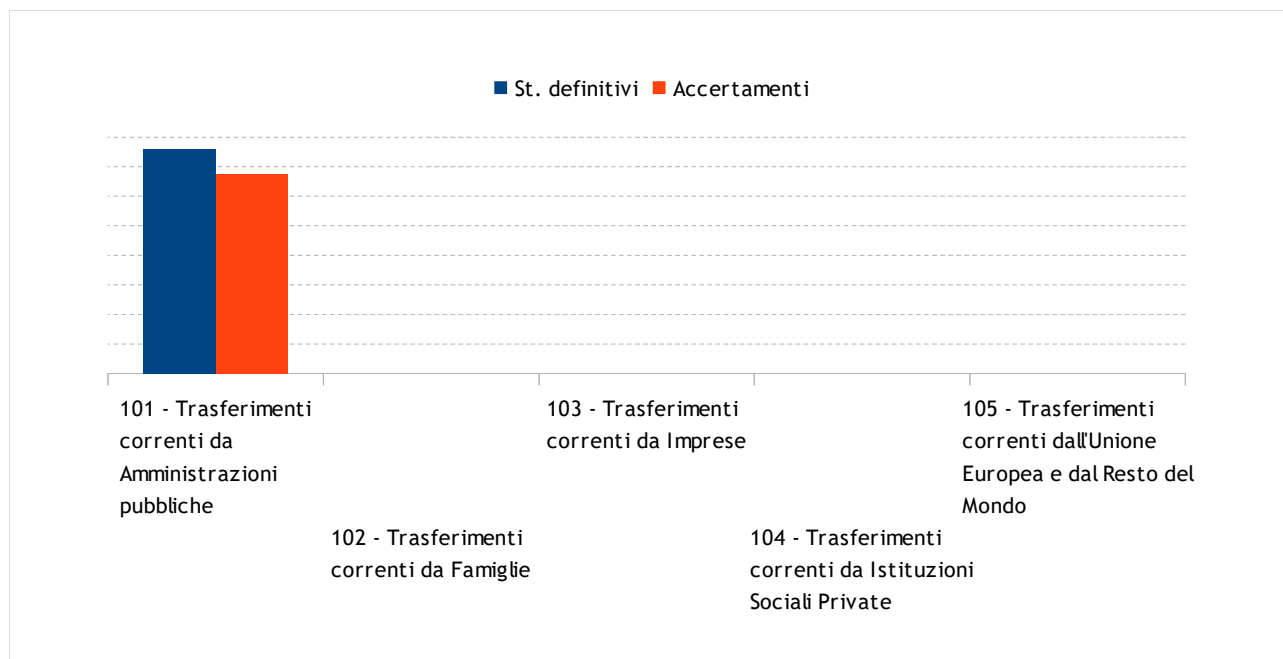 St. definitivi Accertamenti
101 - Trasferimenti
correnti da
Amministrazioni
pubbliche
102 - Trasferimenti
correnti da Famiglie
103 - Trasferimenti
correnti da Imprese
104 - Trasferimenti
correnti da Istituzioni
Sociali Private
105 - Trasferimenti
correnti dall'Unione
Europea e dal Resto del
Mondo